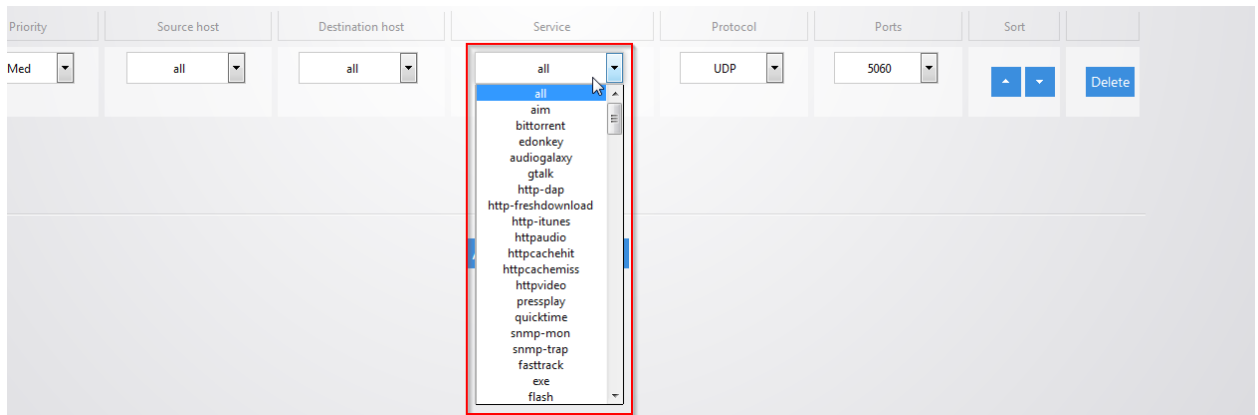 Priority Source host Destination host Service Protocol Ports Sort
Med all all all UDP 5060 Delete
all
aim
bittorrent
edonkey
audiogalaxy
gtalk
http-dap
http-freshdownload
http-itunes
httpaudio
httpcachehit
httpcachemiss
httpvideo
pressplay
quicktime
snmp-mon
snmp-trap
fasttrack
exe
flash